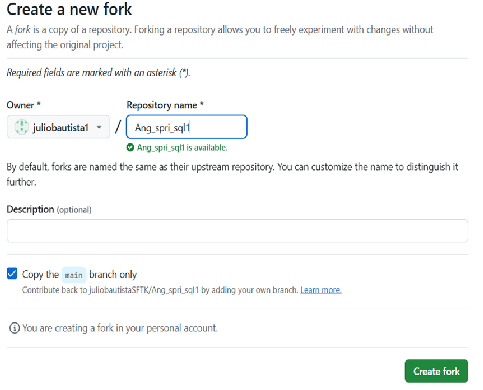 Create a new fork
A fork is a copy of a repository. Forking a repository allows you to freely experiment with changes without
affecting the original project.
Required fields are marked with an asterisk (*).
Owner *
Repository name *
juliobautista1
/
Ang_spri_sql1
Ang_spri_sql1 is available.
By default, forks are named the same as their upstream repository. You can customize the name to distinguish it
further.
Description (optional)
Copy the main branch only
Contribute back to juliobautistaSFTK/Ang_spri_sql1 by adding your own branch. Learn more.
You are creating a fork in your personal account.
Create fork